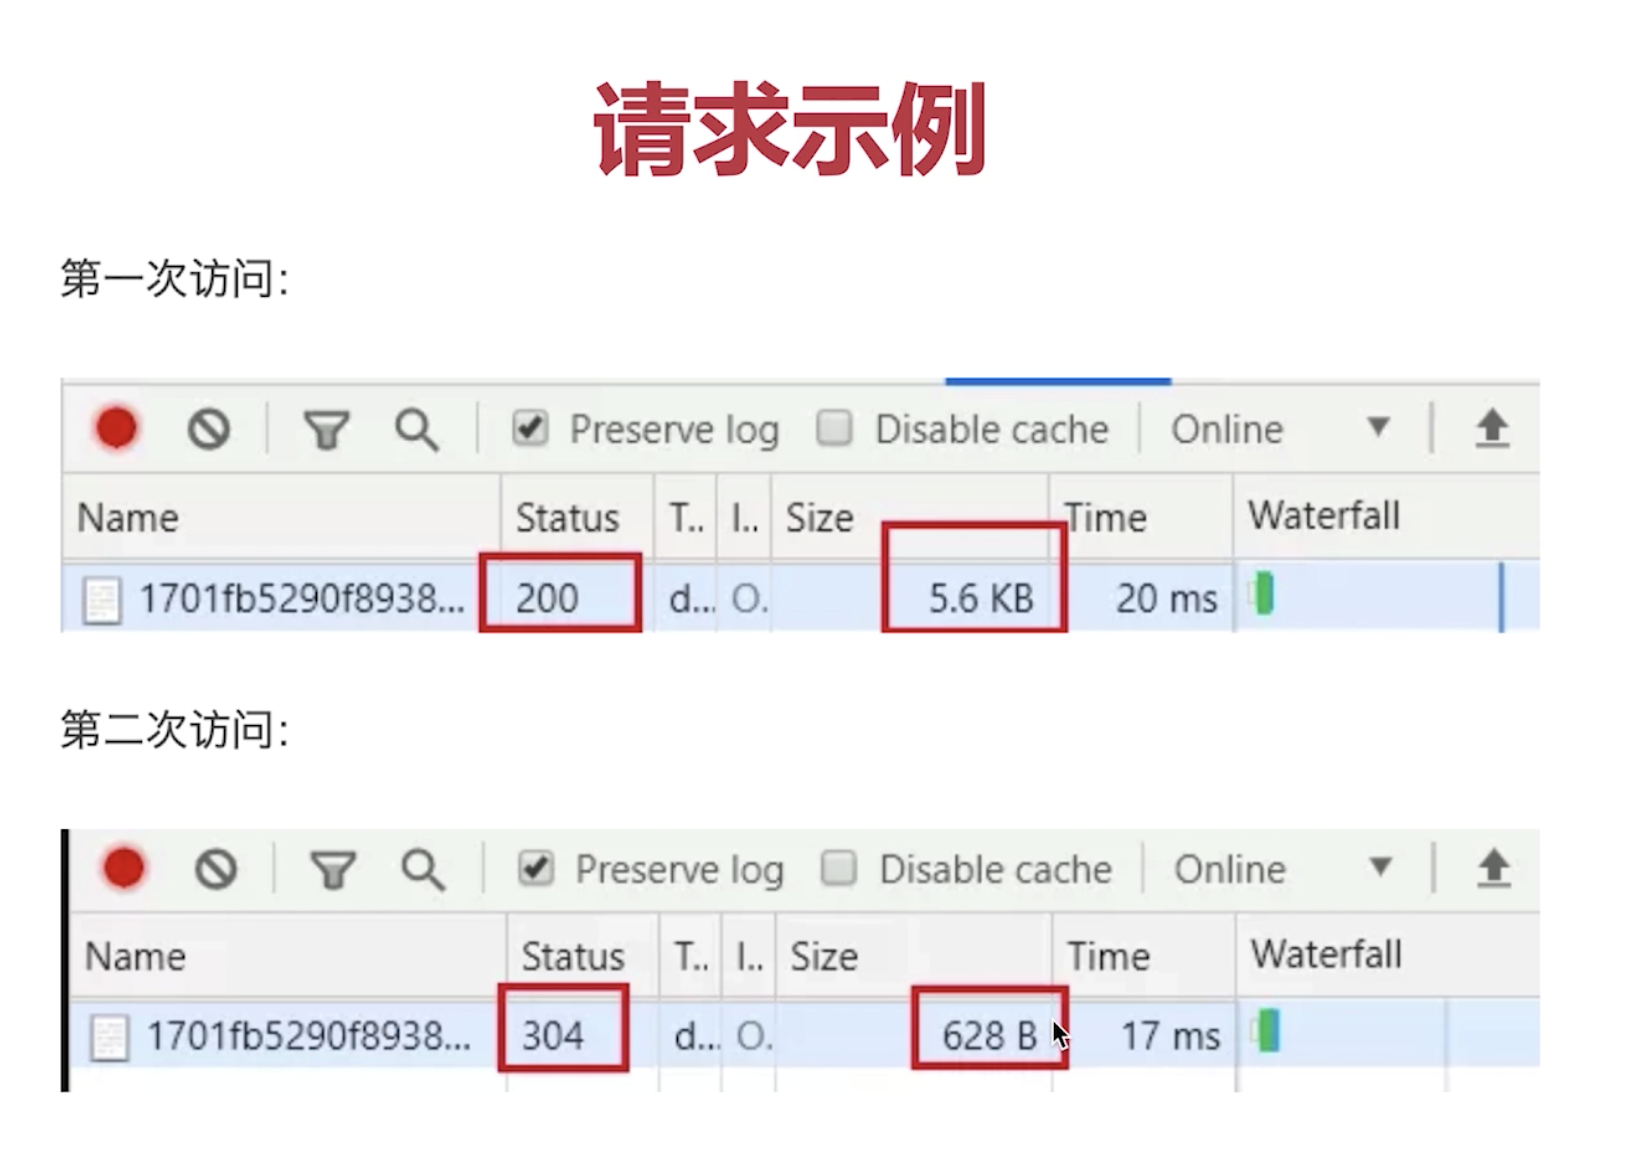 请求示例
第一次访问：
Preserve log Disable cache Online
Name Status T.. I.. Size Time Waterfall
1701fb5290f8938... 200 d... O. 5.6 KB 20 ms
第二次访问：
Preserve log Disable cache Online
Name Status T.. I.. Size Time Waterfall
1701fb5290f8938... 304 d... O. 628 B 17 ms